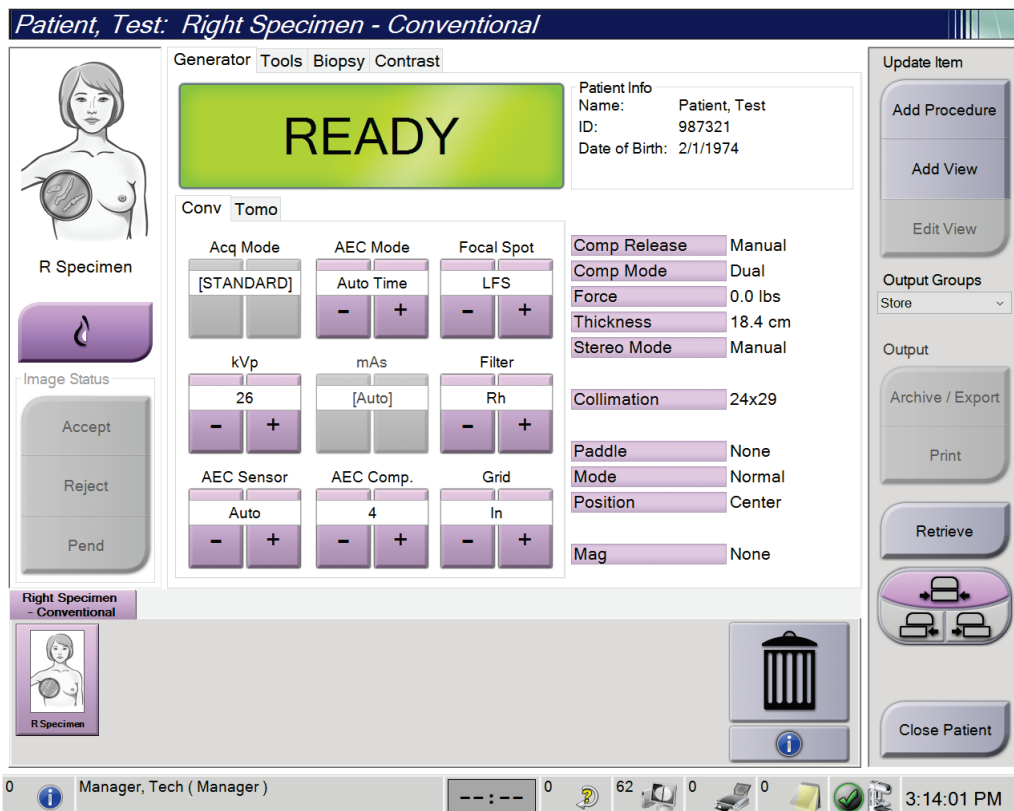 Patient, Test: Right Specimen - Conventional
R Specimen
Image Status
Accept
Reject
Pend
Generator Tools Biopsy Contrast
READY
Patient Info
Name: Patient, Test
ID: 987321
Date of Birth: 2/1/1974
Conv Tomo
Acq Mode AEC Mode Focal Spot
[STANDARD] Auto Time LFS
- + - +
kVp mAs Filter
26 [Auto] Rh
- + - +
AEC Sensor AEC Comp. Grid
Auto 4 In
- + - + - +
Comp Release Manual
Comp Mode Dual
Force 0.0 lbs
Thickness 18.4 cm
Stereo Mode Manual
Collimation 24x29
Paddle None
Mode Normal
Position Center
Mag None
Update Item
Add Procedure
Add View
Edit View
Output Groups
Store
Output
Archive / Export
Print
Retrieve
Close Patient
Right Specimen
- Conventional
R Specimen
0 Manager, Tech ( Manager ) --:-- 0 62 0 0 3:14:01 PM